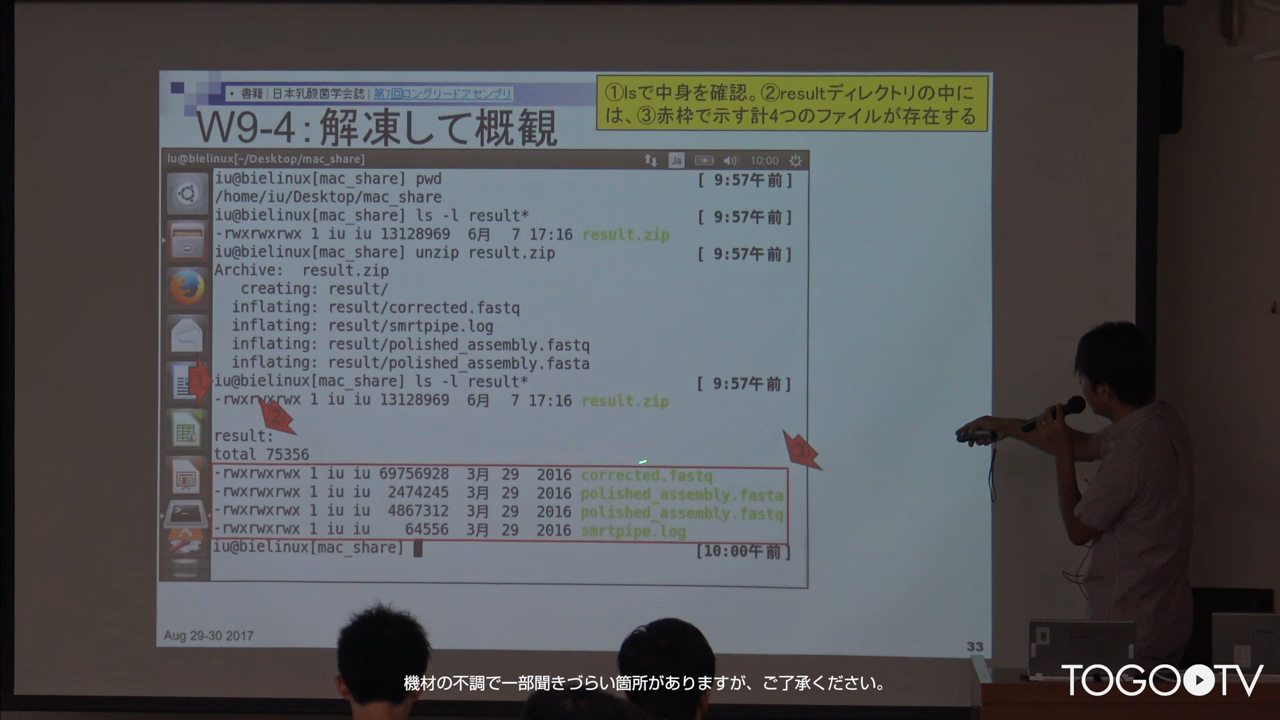 ・書籍 | 日本乳酸菌学会誌 | 第7回ロングリードアセンブリ
W9-4：解凍して概観
①lsで中身を確認。②resultディレクトリの中に
は、③赤枠で示す計4つのファイルが存在する
iu@bielinux[~/Desktop/mac_share] Ja 10:00
iu@bielinux[mac_share] pwd [ 9:57午前]
/home/iu/Desktop/mac_share
iu@bielinux[mac_share] ls -l result* [ 9:57午前]
-rwxrwxrwx 1 iu iu 13128969 6月 7 17:16 result.zip
iu@bielinux[mac_share] unzip result.zip [ 9:57午前]
Archive: result.zip
creating: result/
inflating: result/corrected.fastq
inflating: result/smrtpipe.log
inflating: result/polished_assembly.fastq
inflating: result/polished_assembly.fasta
①
iu@bielinux[mac_share] ls -l result* [ 9:57午前]
-rwxrwxrwx 1 iu iu 13128969 6月 7 17:16 result.zip
②
result:
total 75356
③
-rwxrwxrwx 1 iu iu 69756928 3月 29 2016 corrected.fastq
-rwxrwxrwx 1 iu iu 2474245 3月 29 2016 polished_assembly.fasta
-rwxrwxrwx 1 iu iu 4867312 3月 29 2016 polished_assembly.fastq
-rwxrwxrwx 1 iu iu 64556 3月 29 2016 smrtpipe.log
iu@bielinux[mac_share] [10:00午前]
Aug 29-30 2017
33
機材の不調で一部聞きづらい箇所がありますが、ご了承ください。
TOGOTV